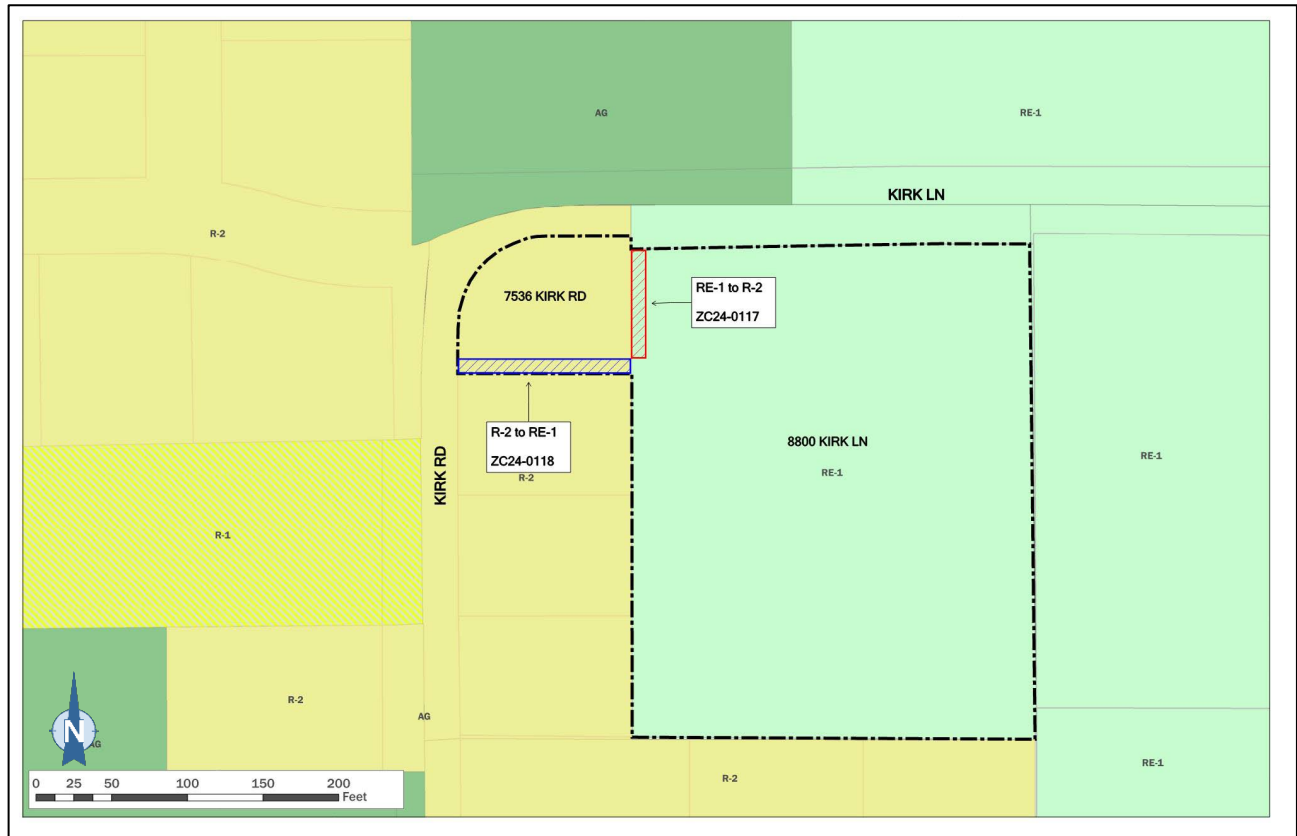 AG
RE-1
KIRK LN
R-2
7536 KIRK RD
RE-1 to R-2
ZC24-0117
R-2 to RE-1
ZC24-0118
8800 KIRK LN
RE-1
RE-1
KIRK RD
R-2
R-1
R-2
AG
N
AG
RE-1
R-2
0 25 50 100 150 200
Feet